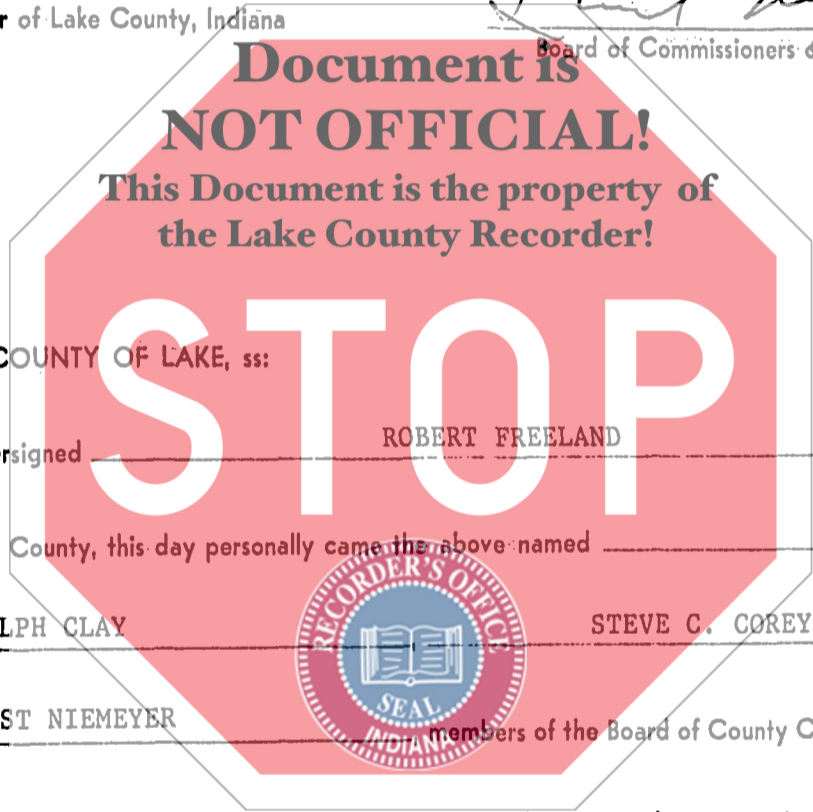 r of Lake County, Indiana
Board of Commissioners
Document is
NOT OFFICIAL!
This Document is the property of
the Lake County Recorder!
STOP
COUNTY OF LAKE, ss:
ROBERT FREELAND
rsigned
County, this day personally came the above named
LPH CLAY
STEVE C. COREY
ST NIEMEYER
members of the Board of County C
RECORDER'S OFFICE
SEAL
INDIANA